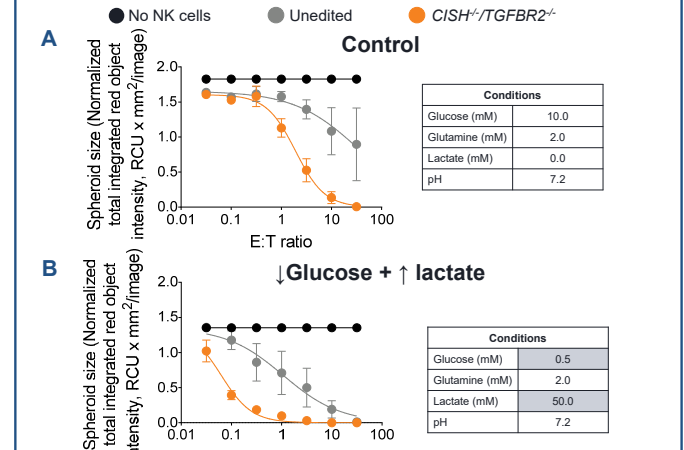 No NK cells
Unedited
CISH-/-/TGFBR2-/-
A
Control
Spheroid size (Normalized
total integrated red object
intensity, RCU x mm2/image)
2.0
1.5
1.0
0.5
0.0
0.01
0.1
1
10
100
E:T ratio
Conditions
Glucose (mM) 10.0
Glutamine (mM) 2.0
Lactate (mM) 0.0
pH 7.2
B
↓Glucose + ↑ lactate
Spheroid size (Normalized
total integrated red object
ntensity, RCU x mm2/image)
2.0
1.5
1.0
0.5
0.0
0.01
0.1
1
10
100
Conditions
Glucose (mM) 0.5
Glutamine (mM) 2.0
Lactate (mM) 50.0
pH 7.2